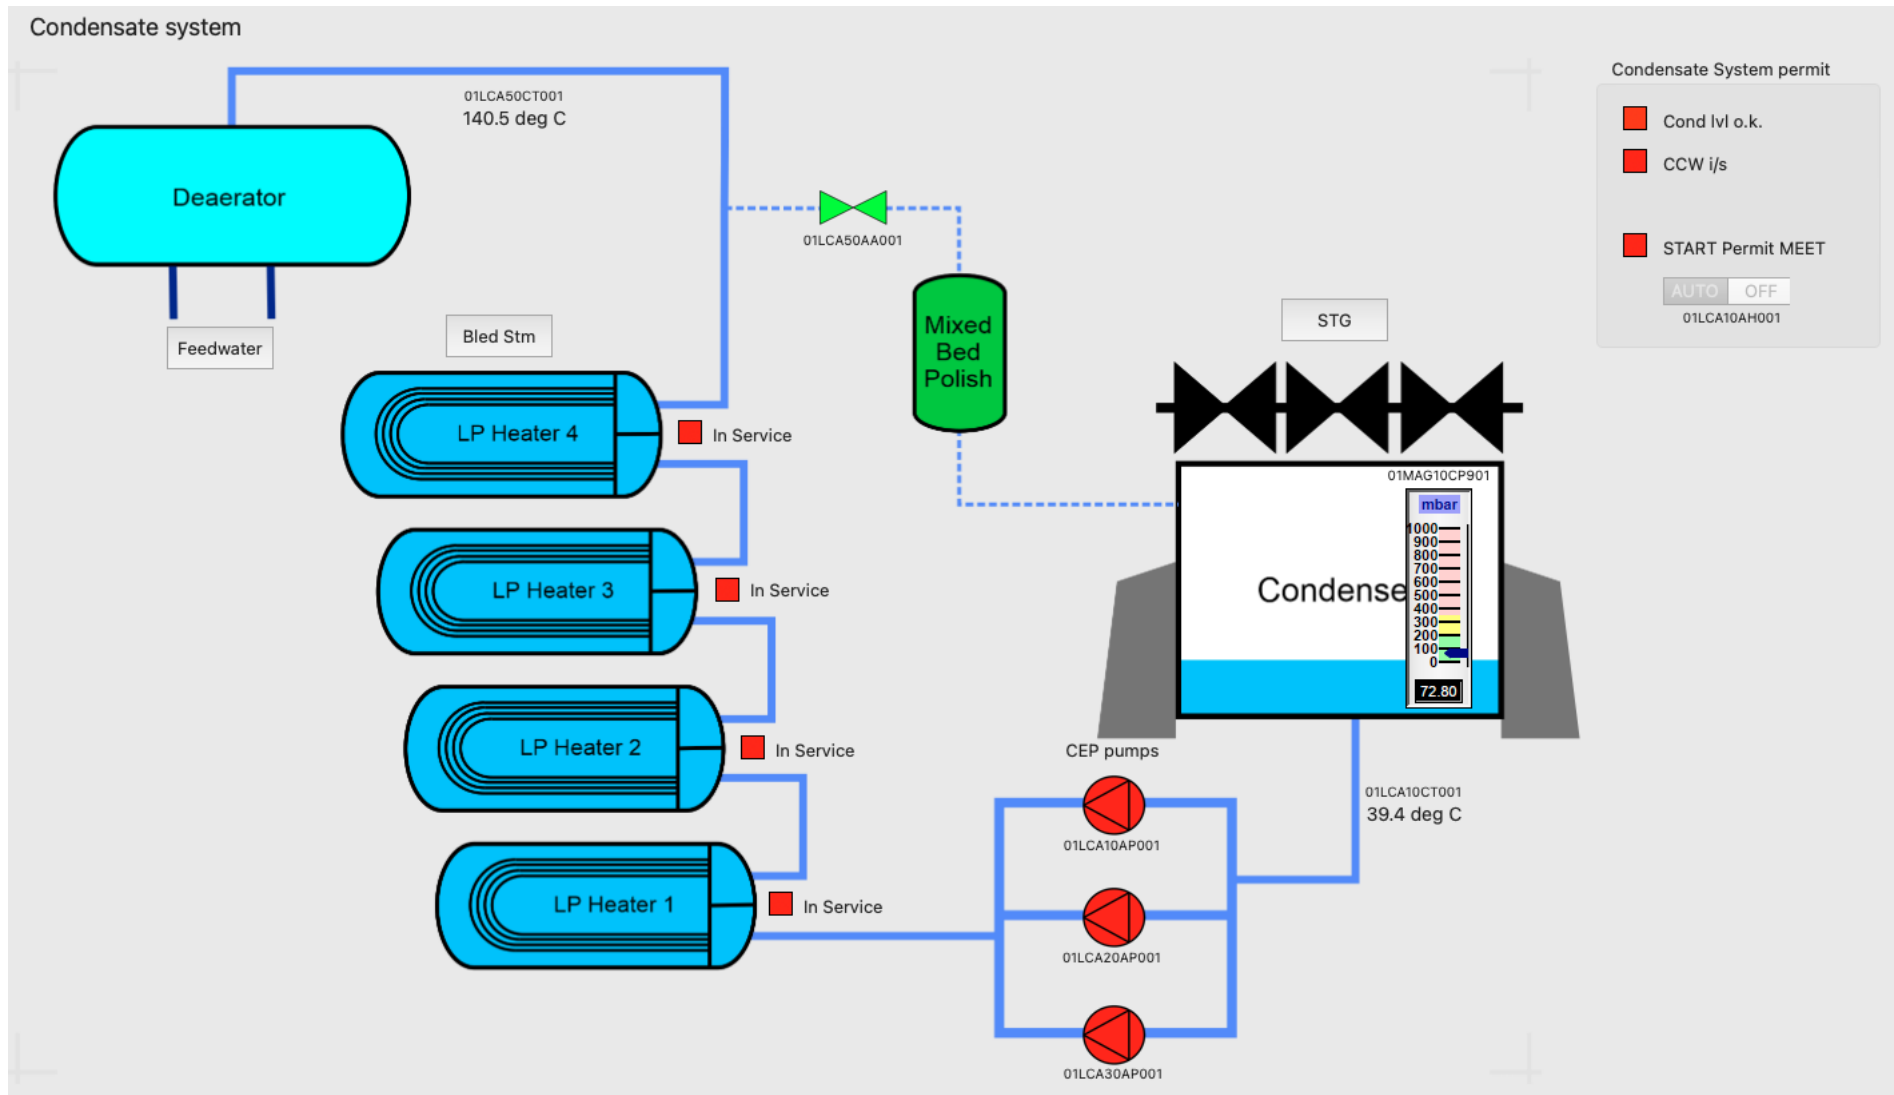 Condensate system
01LCA50CT001
140.5 deg C
Deaerator
Feedwater
Bled Stm
LP Heater 4
In Service
LP Heater 3
In Service
LP Heater 2
In Service
LP Heater 1
In Service
01LCA50AA001
Mixed
Bed
Polish
STG
01MAG10CP901
mbar
1000
900
800
700
600
500
400
300
200
100
0
72.80
Condense
CEP pumps
01LCA10AP001
01LCA20AP001
01LCA30AP001
01LCA10CT001
39.4 deg C
Condensate System permit
Cond lvl o.k.
CCW i/s
START Permit MEET
AUTO OFF
01LCA10AH001